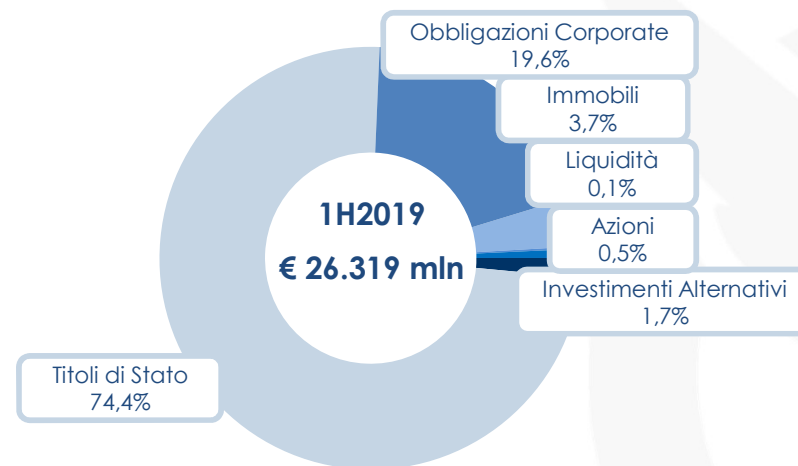 Obbligazioni Corporate
19,6%
Immobili
3,7%
Liquidità
0,1%
Azioni
0,5%
Investimenti Alternativi
1,7%
1H2019
€ 26.319 mln
Titoli di Stato
74,4%